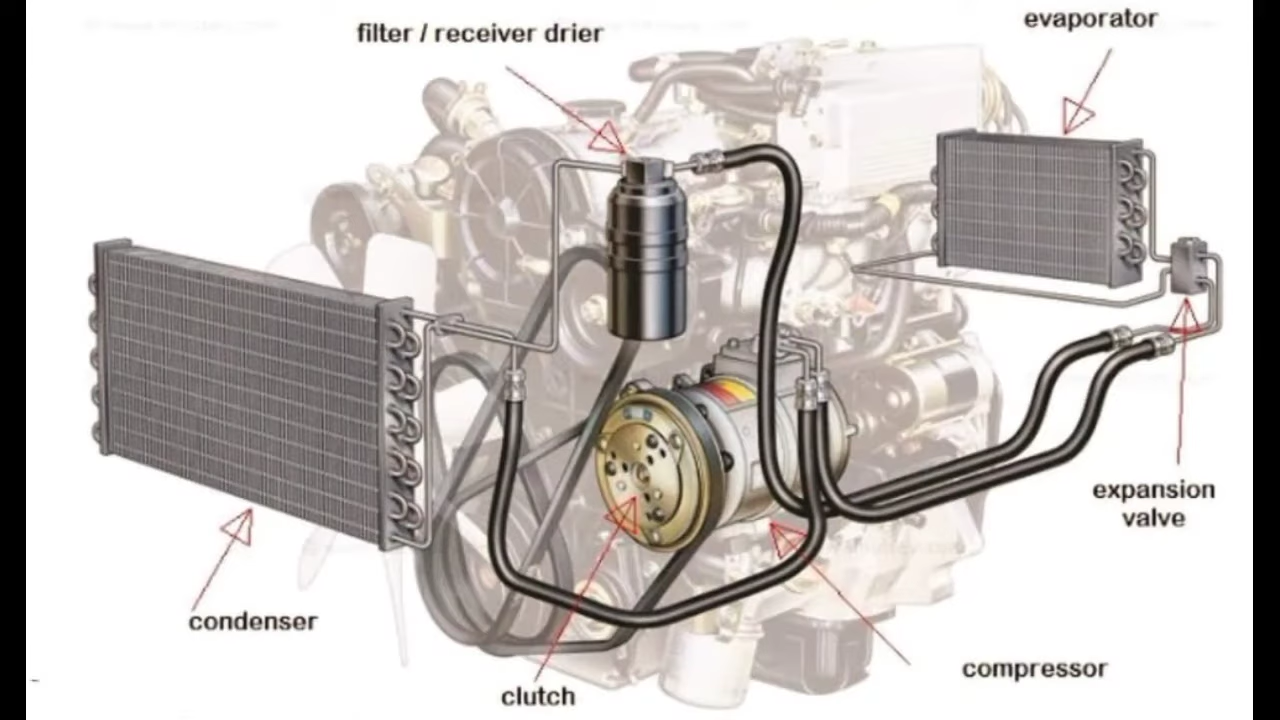 filter / receiver drier
evaporator
expansion
valve
condenser
compressor
clutch